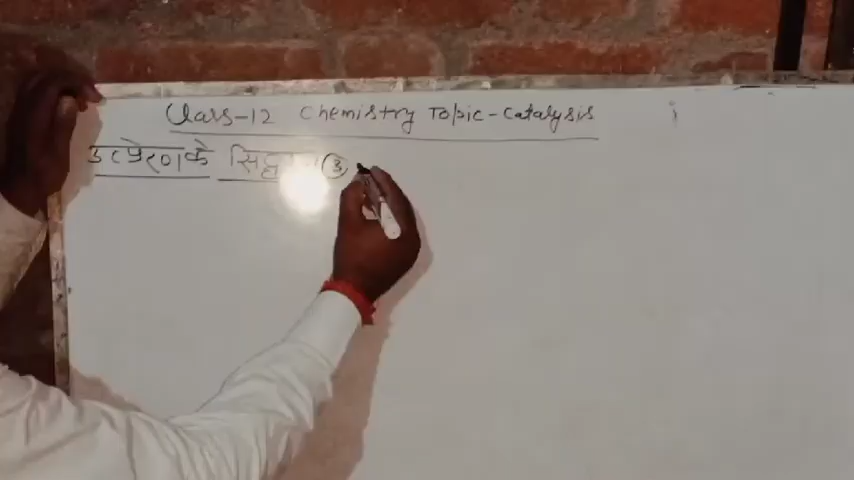 Class-12 Chemistry Topic-Catalysis
उत्प्रेरण के ③